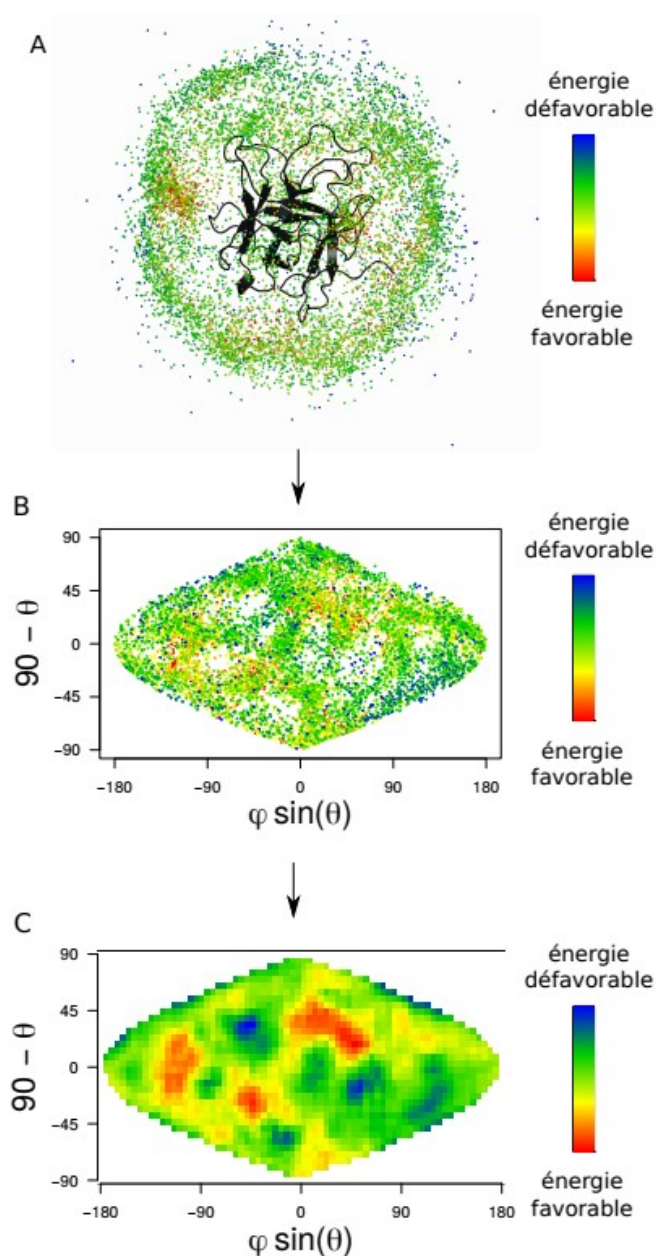 A
énergie
défavorable
énergie
favorable
B
90
45
0
−45
−90
90 − θ
−180 −90 0 90 180
φ sin(θ)
énergie
défavorable
énergie
favorable
C
90
45
0
−45
−90
90 − θ
−180 −90 0 90 180
φ sin(θ)
énergie
défavorable
énergie
favorable